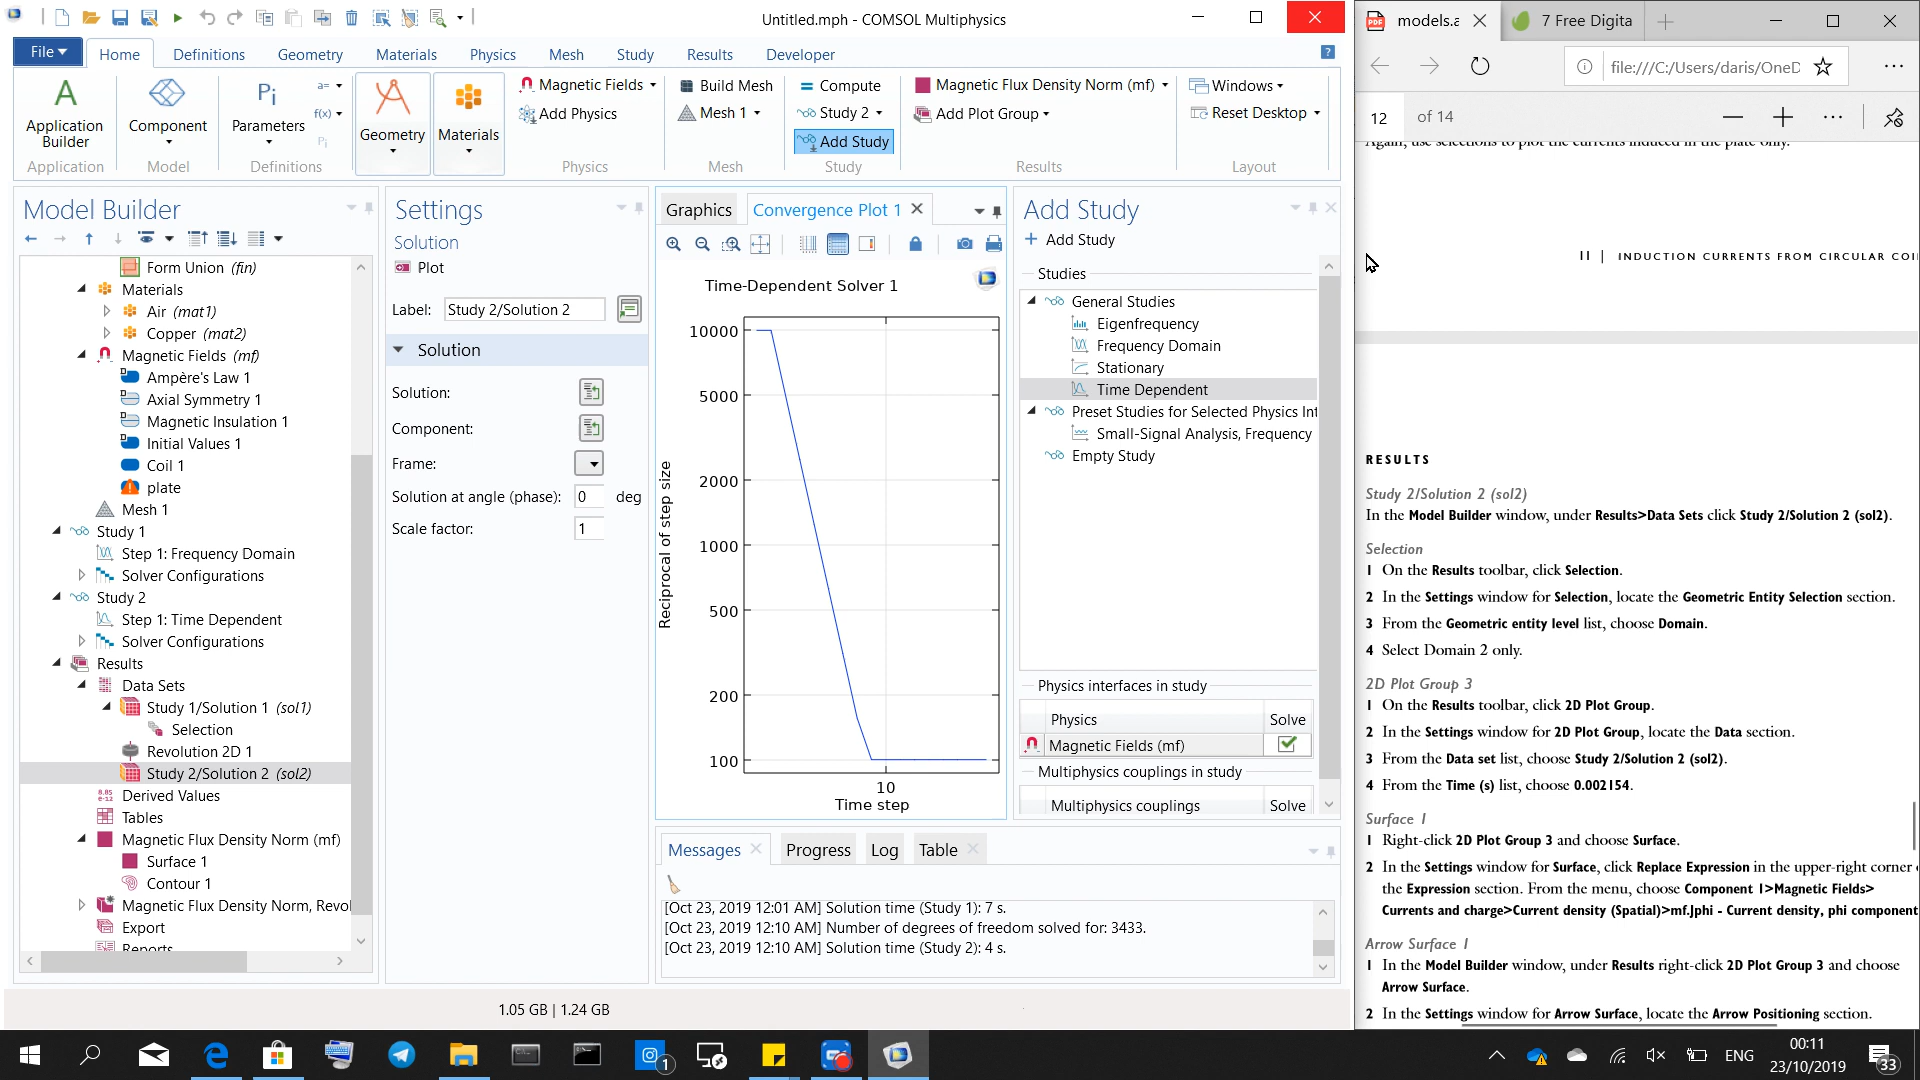 Untitled.mph - COMSOL Multiphysics
File
Home
Definitions
Geometry
Materials
Physics
Mesh
Study
Results
Developer
Application Builder
Application
Component
Model
Pi
Parameters
a=
f(x)
Pi
Definitions
Geometry
Materials
Magnetic Fields
Add Physics
Physics
Build Mesh
Mesh 1
Mesh
Compute
Study 2
Add Study
Study
Magnetic Flux Density Norm (mf)
Add Plot Group
Results
Windows
Reset Desktop
Layout
Model Builder
Form Union (fin)
Materials
Air (mat1)
Copper (mat2)
Magnetic Fields (mf)
Ampère's Law 1
Axial Symmetry 1
Magnetic Insulation 1
Initial Values 1
Coil 1
plate
Mesh 1
Study 1
Step 1: Frequency Domain
Solver Configurations
Study 2
Step 1: Time Dependent
Solver Configurations
Results
Data Sets
Study 1/Solution 1 (sol1)
Selection
Revolution 2D 1
Study 2/Solution 2 (sol2)
Derived Values
Tables
Magnetic Flux Density Norm (mf)
Surface 1
Contour 1
Magnetic Flux Density Norm, Revol
Export
Reports
Settings
Solution
Plot
Label: Study 2/Solution 2
Solution
Solution:
Component:
Frame:
Solution at angle (phase): 0 deg
Scale factor: 1
Graphics
Convergence Plot 1
Time-Dependent Solver 1
10000
5000
2000
1000
500
200
100
Reciprocal of step size
10
Time step
Add Study
Add Study
Studies
General Studies
Eigenfrequency
Frequency Domain
Stationary
Time Dependent
Preset Studies for Selected Physics Int
Small-Signal Analysis, Frequency
Empty Study
Physics interfaces in study
Physics Solve
Magnetic Fields (mf)
Multiphysics couplings in study
Multiphysics couplings Solve
Messages
Progress
Log
Table
[Oct 23, 2019 12:01 AM] Solution time (Study 1): 7 s.
[Oct 23, 2019 12:10 AM] Number of degrees of freedom solved for: 3433.
[Oct 23, 2019 12:10 AM] Solution time (Study 2): 4 s.
1.05 GB | 1.24 GB
models.a
7 Free Digita
file:///C:/Users/daris/OneD
12 of 14
Again, use selections to plot the currents induced in the plate only.
11 | INDUCTION CURRENTS FROM CIRCULAR COI
RESULTS
Study 2/Solution 2 (sol2)
In the Model Builder window, under Results>Data Sets click Study 2/Solution 2 (sol2).
Selection
1 On the Results toolbar, click Selection.
2 In the Settings window for Selection, locate the Geometric Entity Selection section.
3 From the Geometric entity level list, choose Domain.
4 Select Domain 2 only.
2D Plot Group 3
1 On the Results toolbar, click 2D Plot Group.
2 In the Settings window for 2D Plot Group, locate the Data section.
3 From the Data set list, choose Study 2/Solution 2 (sol2).
4 From the Time (s) list, choose 0.002154.
Surface 1
1 Right-click 2D Plot Group 3 and choose Surface.
2 In the Settings window for Surface, click Replace Expression in the upper-right corner
the Expression section. From the menu, choose Component 1>Magnetic Fields>
Currents and charge>Current density (Spatial)>mf.Jphi - Current density, phi component
Arrow Surface 1
1 In the Model Builder window, under Results right-click 2D Plot Group 3 and choose
Arrow Surface.
2 In the Settings window for Arrow Surface, locate the Arrow Positioning section.
1
ENG
00:11
23/10/2019
33